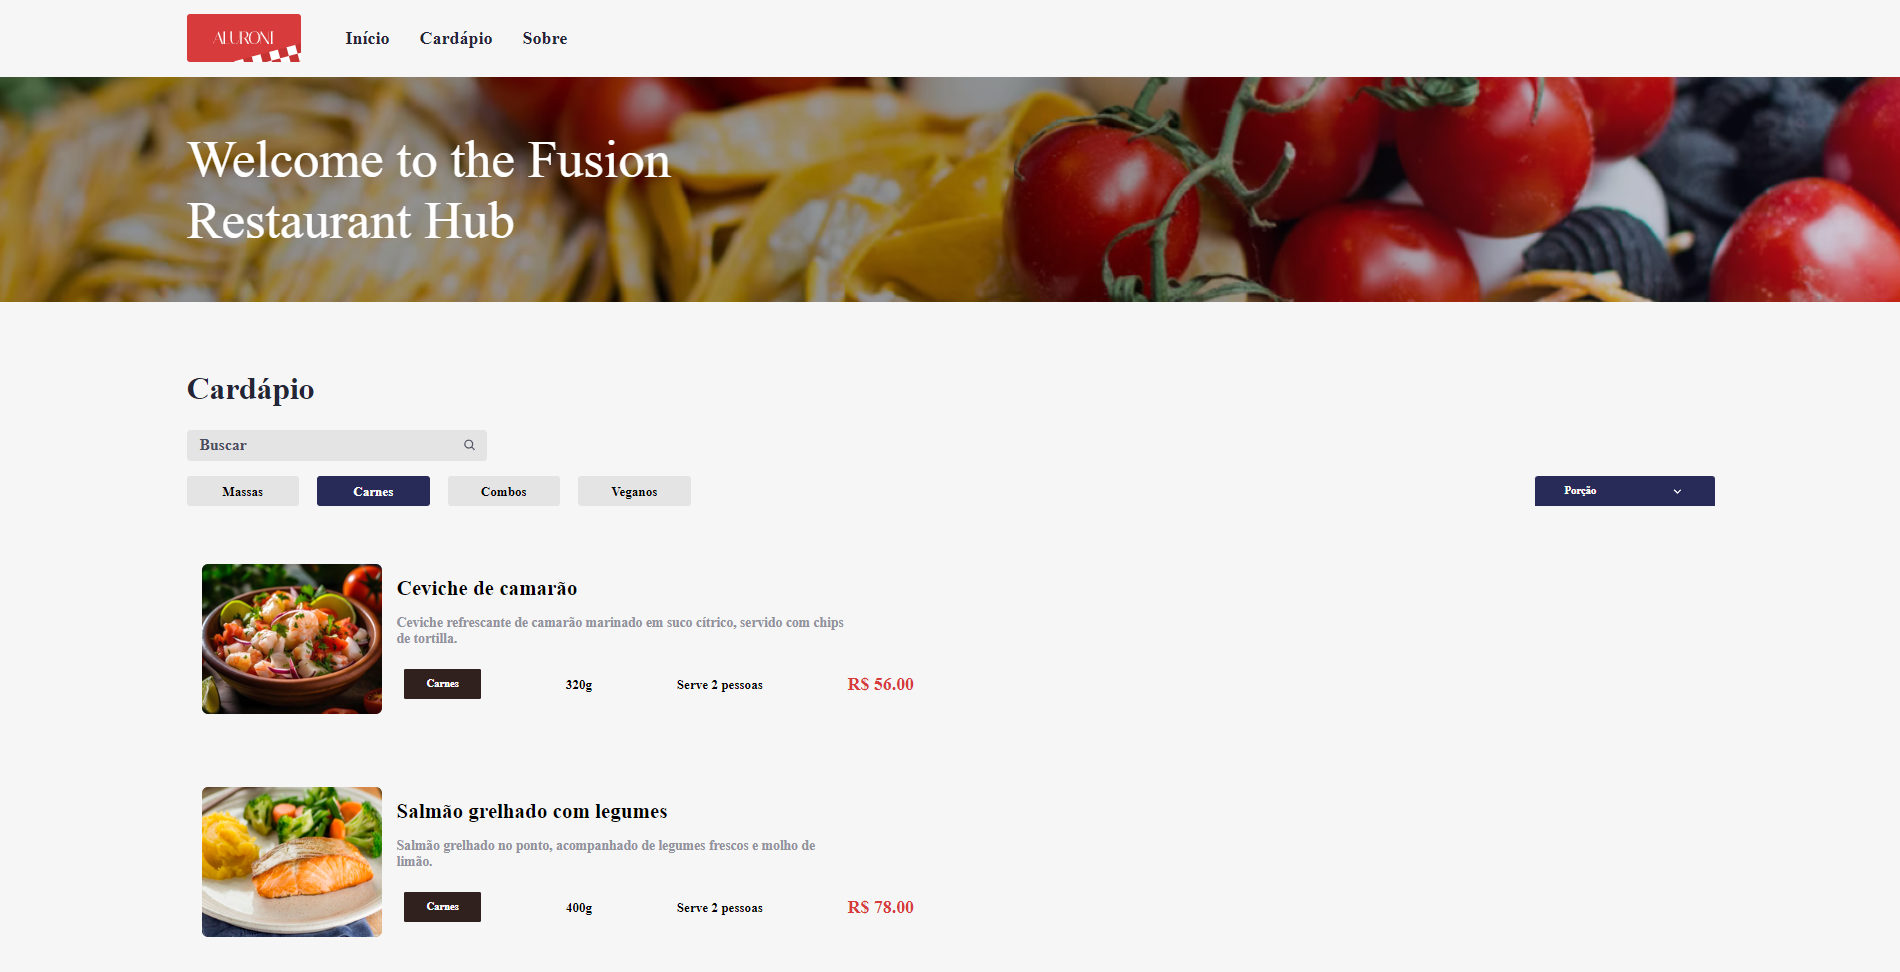 ALURONI
Início
Cardápio
Sobre
Welcome to the Fusion
Restaurant Hub
Cardápio
Buscar
Massas
Carnes
Combos
Veganos
Porção
Ceviche de camarão
Ceviche refrescante de camarão marinado em suco cítrico, servido com chips
de tortilla.
Carnes
320g
Serve 2 pessoas
R$ 56.00
Salmão grelhado com legumes
Salmão grelhado no ponto, acompanhado de legumes frescos e molho de
limão.
Carnes
400g
Serve 2 pessoas
R$ 78.00